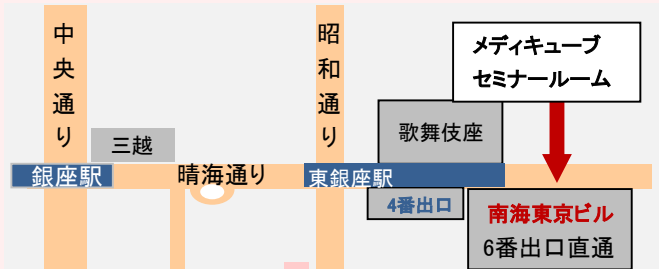 中央通り
昭和通り
メディキューブ
セミナールーム
三越
歌舞伎座
銀座駅
晴海通り
東銀座駅
4番出口
南海東京ビル
6番出口直通